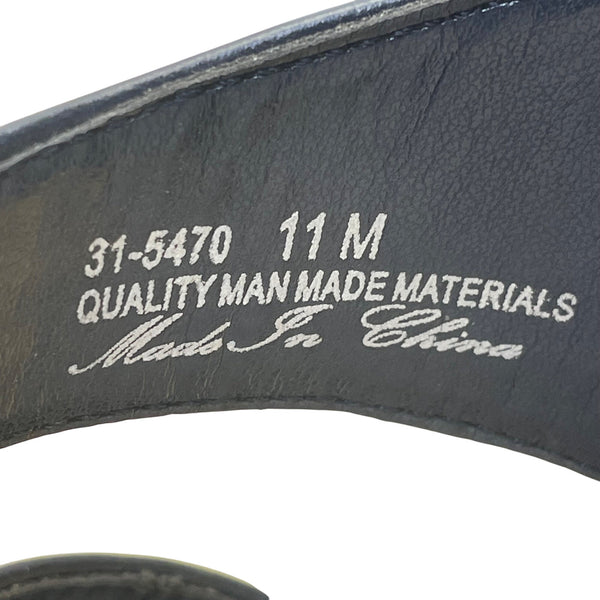 31-5470 11 M
QUALITY MAN MADE MATERIALS
Made In China